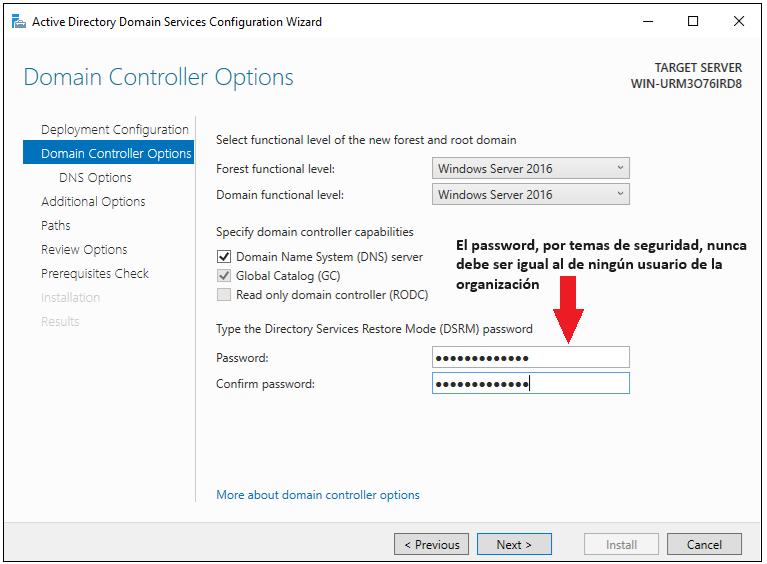 Active Directory Domain Services Configuration Wizard
Domain Controller Options
TARGET SERVER
WIN-URM3O76IRD8
Deployment Configuration
Domain Controller Options
DNS Options
Additional Options
Paths
Review Options
Prerequisites Check
Installation
Results
Select functional level of the new forest and root domain
Forest functional level:
Windows Server 2016
Domain functional level:
Windows Server 2016
Specify domain controller capabilities
Domain Name System (DNS) server
Global Catalog (GC)
Read only domain controller (RODC)
El password, por temas de seguridad, nunca
debe ser igual al de ningún usuario de la
organización
Type the Directory Services Restore Mode (DSRM) password
Password:
●●●●●●●●●●●●●
Confirm password:
●●●●●●●●●●●●●
More about domain controller options
< Previous
Next >
Install
Cancel